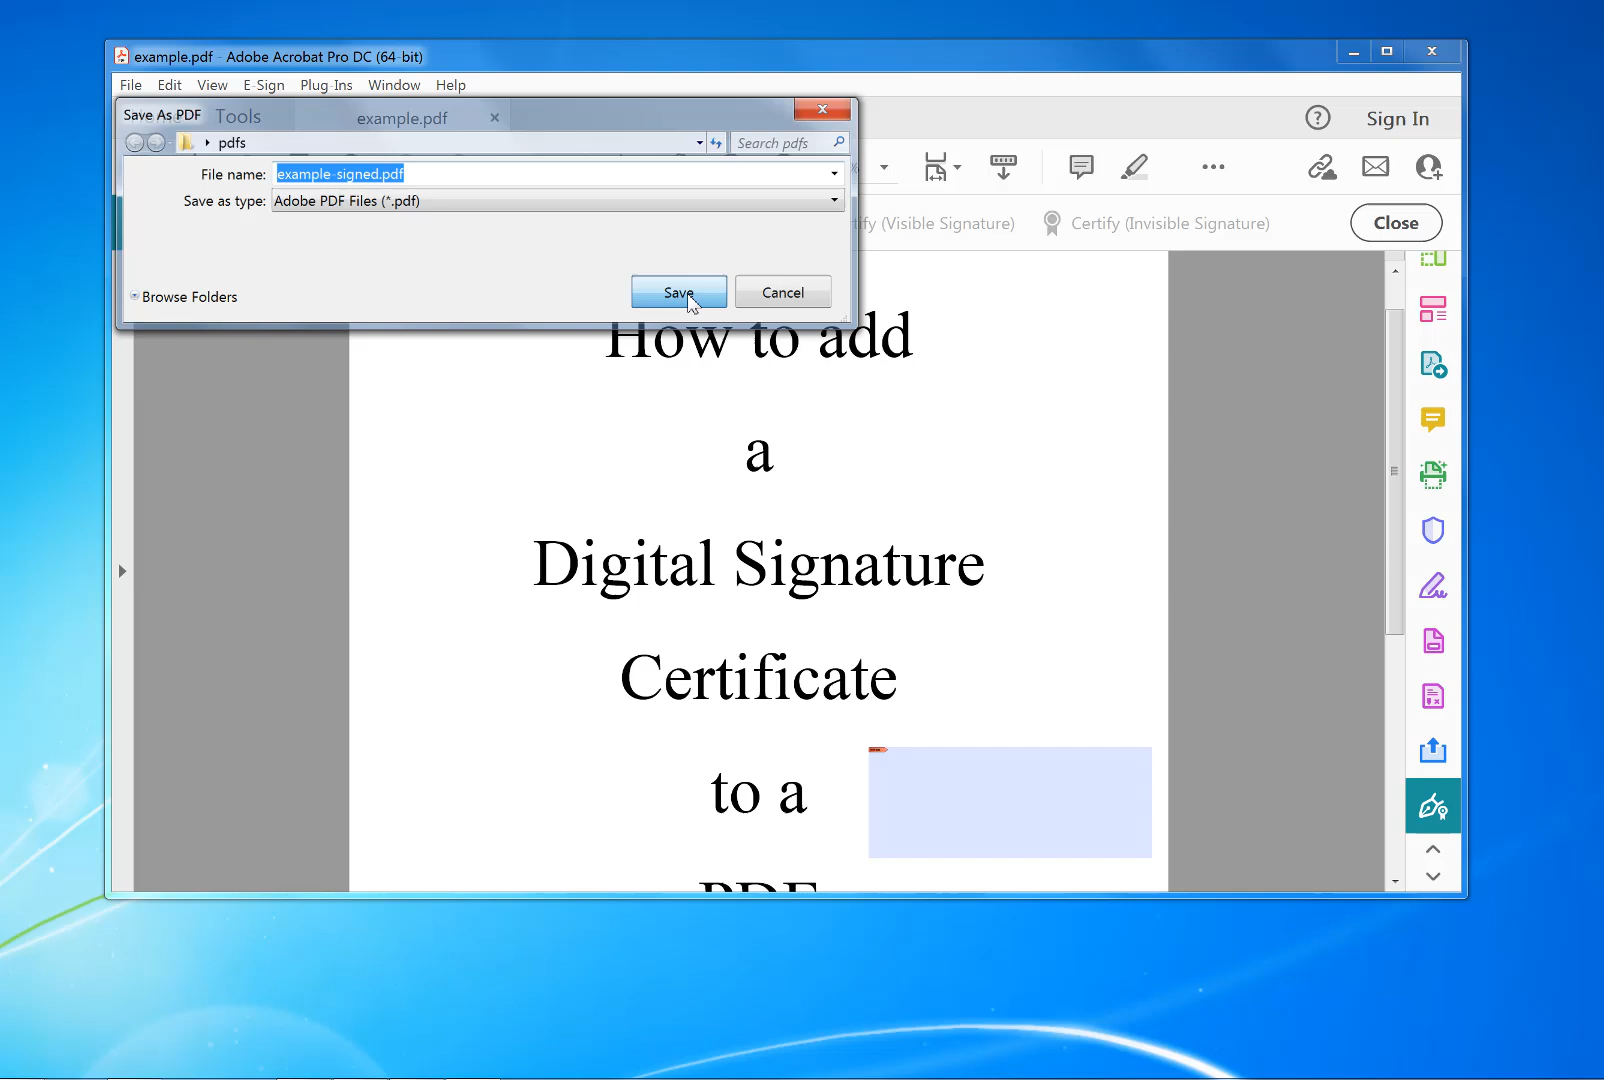 example.pdf - Adobe Acrobat Pro DC (64-bit)
File Edit View E-Sign Plug-Ins Window Help
Save As PDF
Tools
example.pdf
Sign In
pdfs
Search pdfs
File name: example-signed.pdf
Save as type: Adobe PDF Files (*.pdf)
(Visible Signature)
Certify (Invisible Signature)
Close
Browse Folders
Save
Cancel
How to add
a
Digital Signature
Certificate
to a
PDF